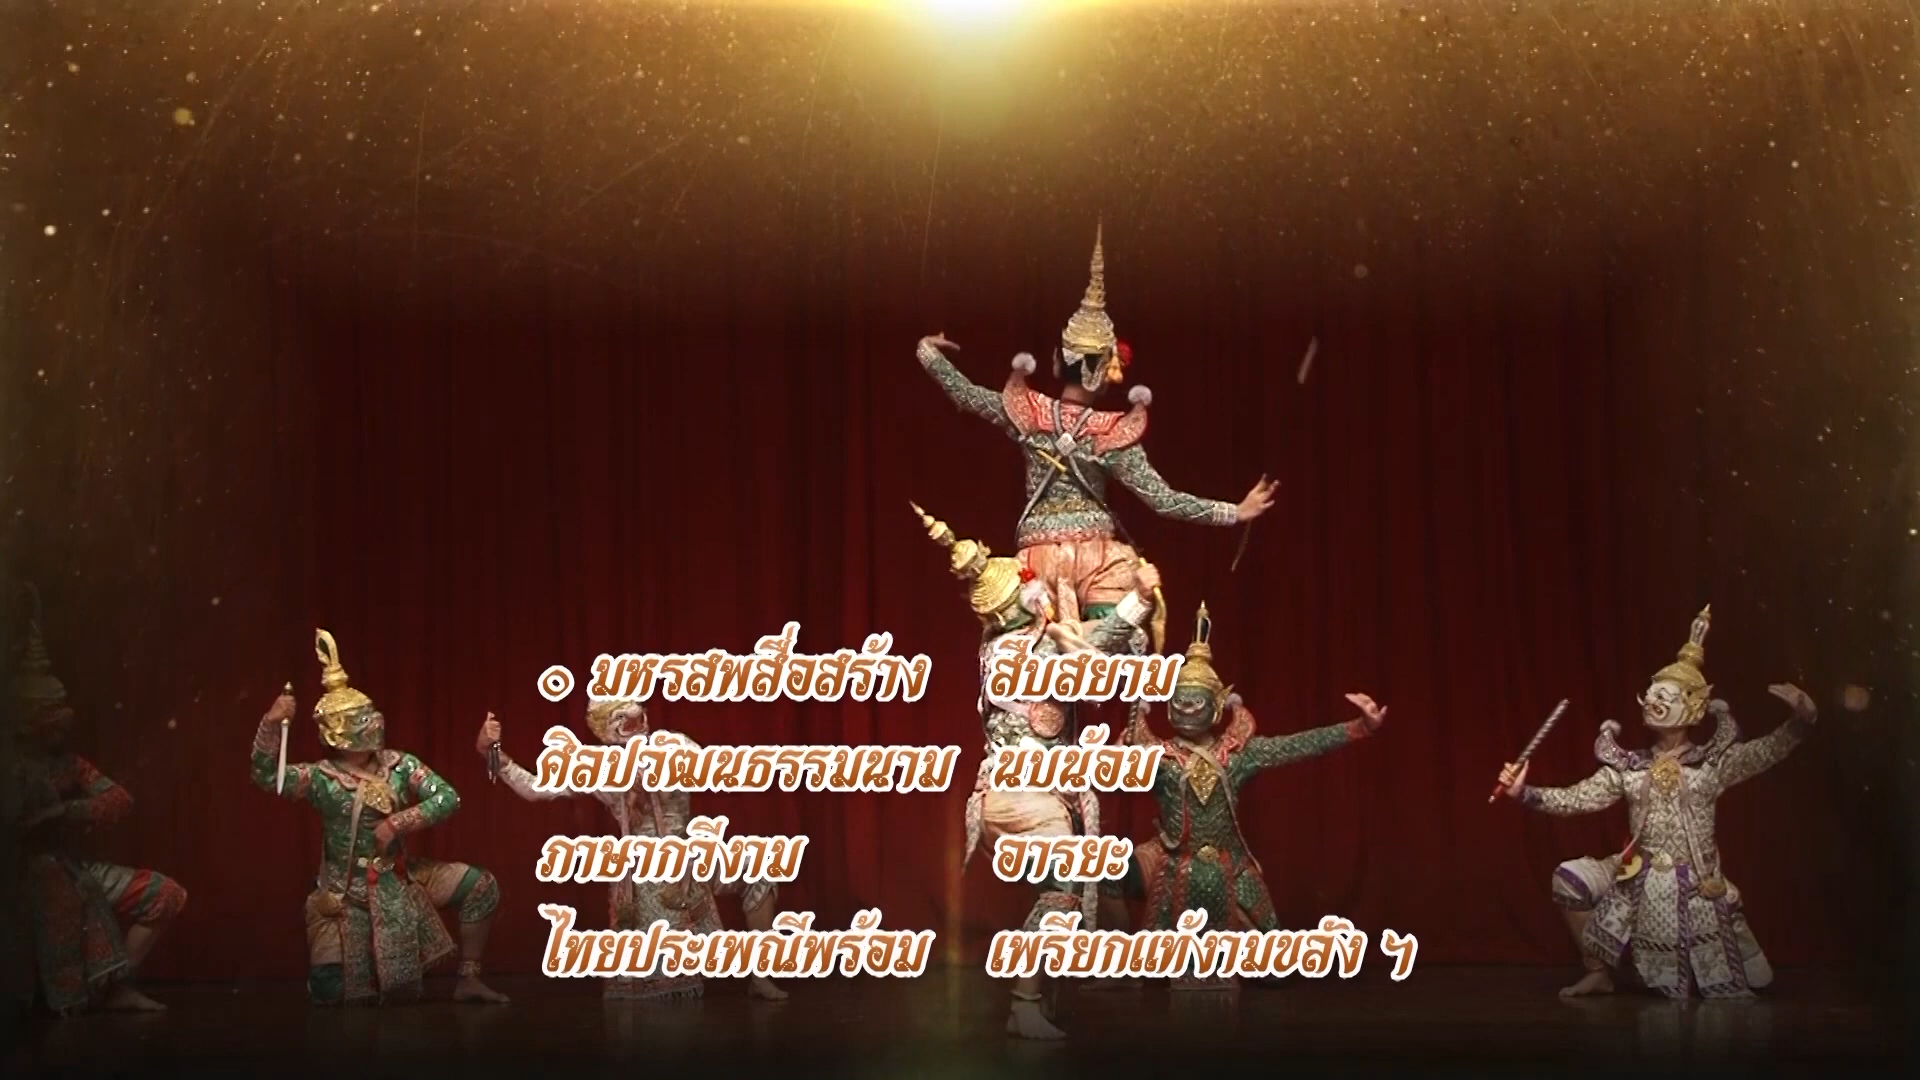 ๏ มหรสพสื่อสร้าง สืบสยาม
ศิลปวัฒนธรรมนาม นบน้อม
ภาษากวีงาม อารยะ
ไทยประเพณีพร้อม เพรียกแท้งามขลัง ฯ